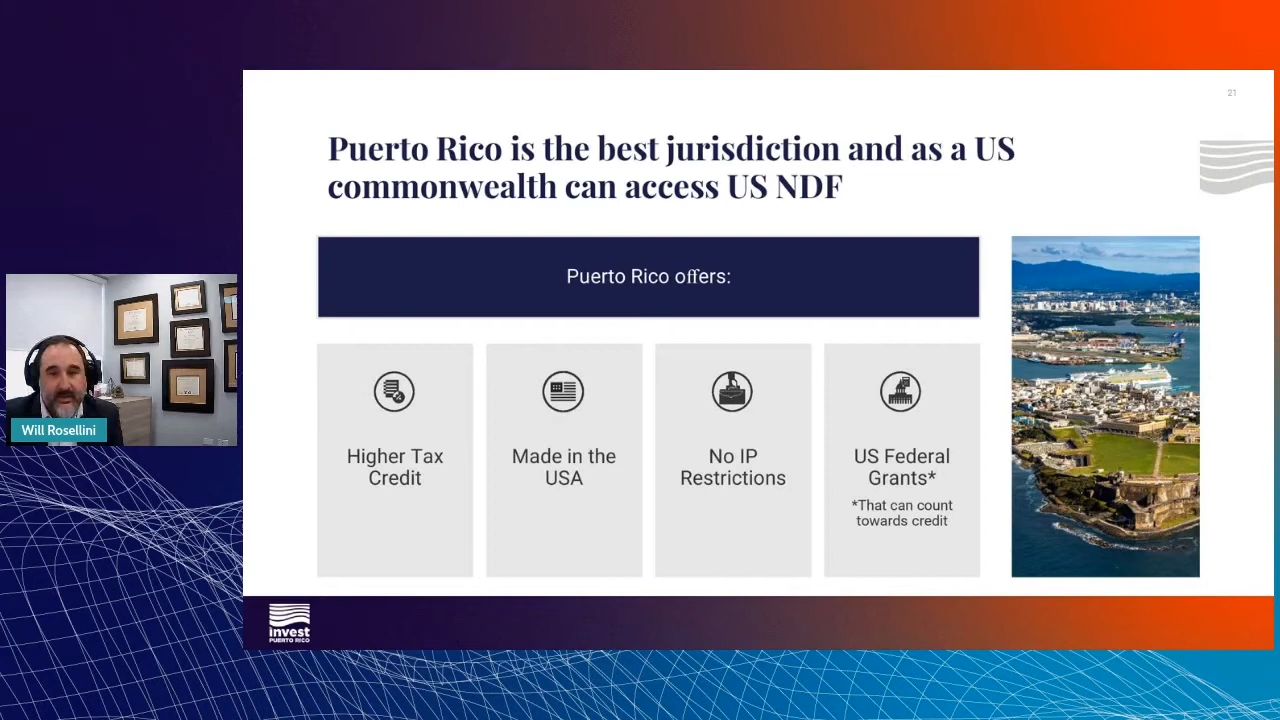 21
Puerto Rico is the best jurisdiction and as a US
commonwealth can access US NDF
Puerto Rico offers:
Higher Tax
Credit
Made in the
USA
No IP
Restrictions
US Federal
Grants*
*That can count
towards credit
Will Rosellini
invest
PUERTO RICO